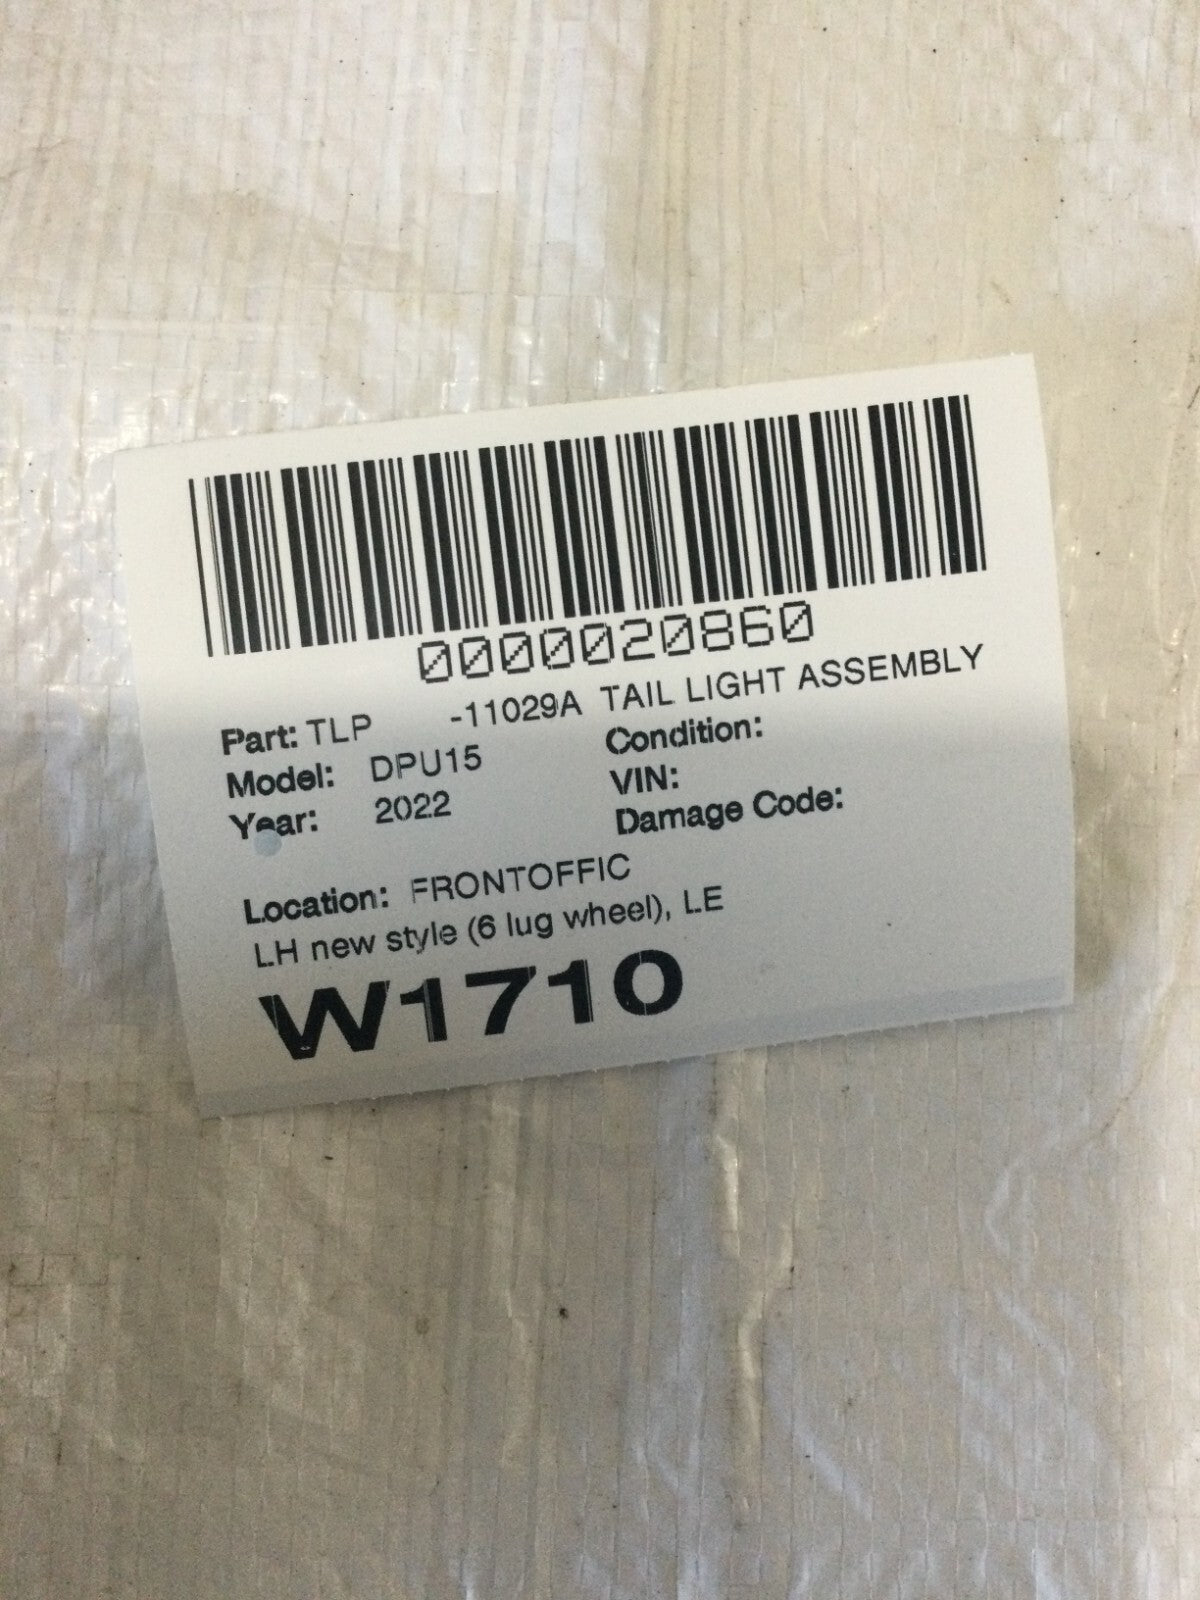 0000020860
Part: TLP -11029A TAIL LIGHT ASSEMBLY
Model: DPU15 Condition:
Year: 2022 VIN:
Damage Code:
Location: FRONTOFFIC
LH new style (6 lug wheel), LE
W1710